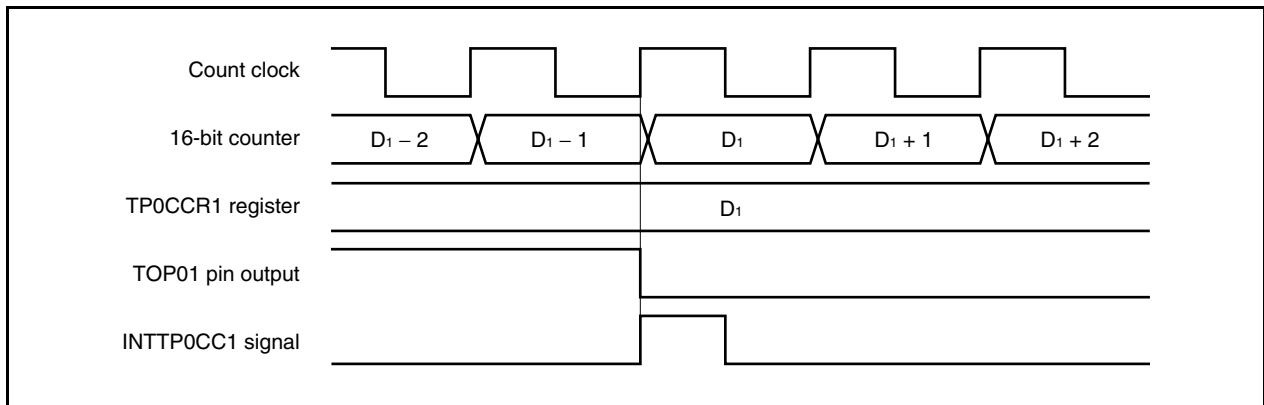 Count clock
16-bit counter
D₁ − 2
D₁ − 1
D₁
D₁ + 1
D₁ + 2
TP0CCR1 register
D₁
TOP01 pin output
INTTP0CC1 signal